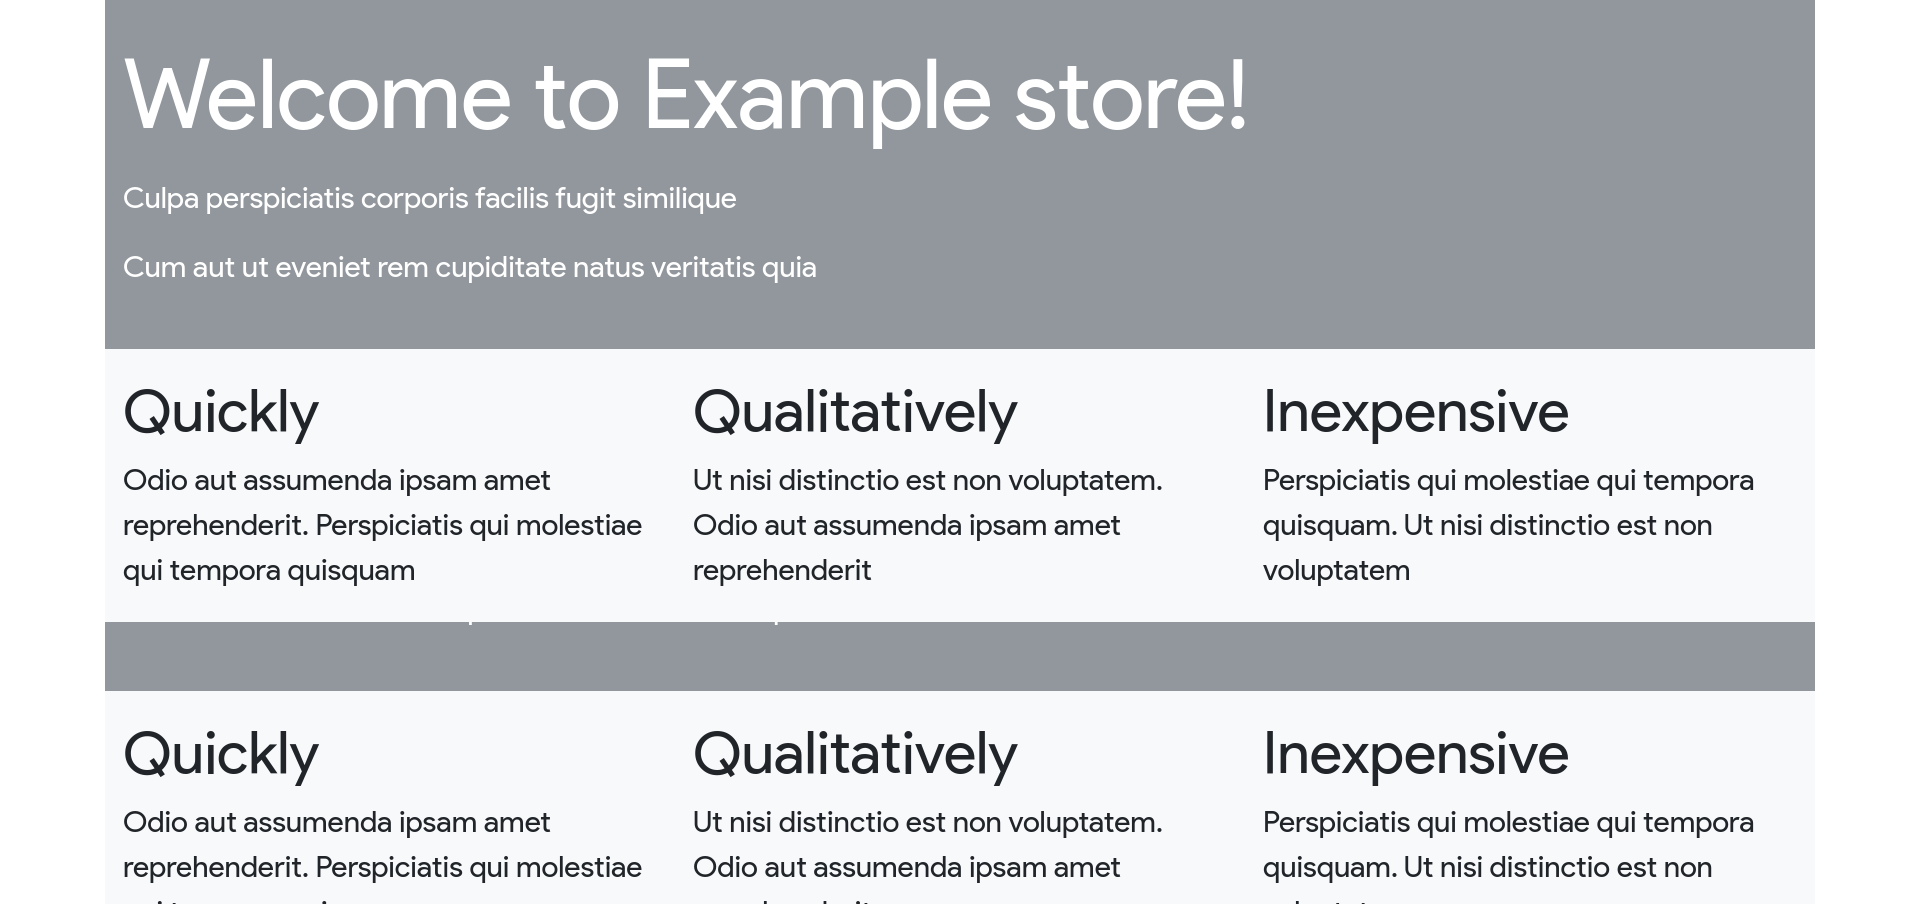 Welcome to Example store!
Culpa perspiciatis corporis facilis fugit similique
Cum aut ut eveniet rem cupiditate natus veritatis quia
Quickly
Odio aut assumenda ipsam amet
reprehenderit. Perspiciatis qui molestiae
qui tempora quisquam
Qualitatively
Ut nisi distinctio est non voluptatem.
Odio aut assumenda ipsam amet
reprehenderit
Inexpensive
Perspiciatis qui molestiae qui tempora
quisquam. Ut nisi distinctio est non
voluptatem
Quickly
Odio aut assumenda ipsam amet
reprehenderit. Perspiciatis qui molestiae
Qualitatively
Ut nisi distinctio est non voluptatem.
Odio aut assumenda ipsam amet
Inexpensive
Perspiciatis qui molestiae qui tempora
quisquam. Ut nisi distinctio est non